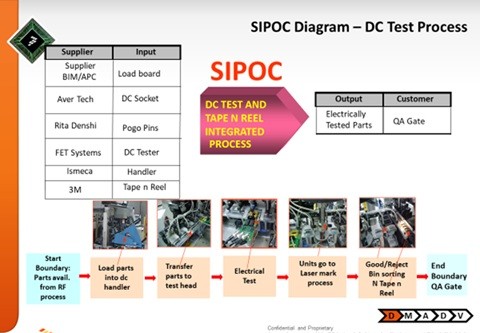 SIPOC Diagram – DC Test Process
Supplier Input
Supplier
BIM/APC Load board
Aver Tech DC Socket
Rita Denshi Pogo Pins
FET Systems DC Tester
Ismeca Handler
3M Tape n Reel
SIPOC
DC TEST AND
TAPE N REEL
INTEGRATED
PROCESS
Output Customer
Electrically
Tested Parts QA Gate
Start
Boundary:
Parts avail.
from RF
process
Load parts
into dc
handler
Transfer
parts to
test head
Electrical
Test
Units go to
Laser mark
process
Good/Reject
Bin sorting
N Tape n
Reel
End
Boundary
QA Gate
D M A D V
Confidential and Proprietary